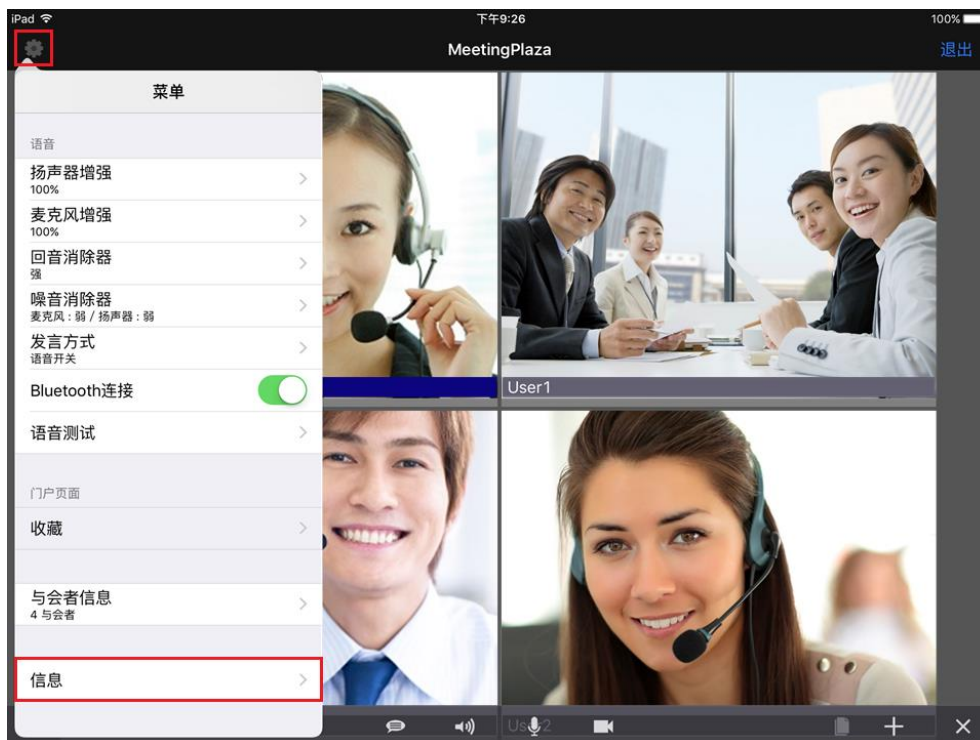 iPad 下午9:26 100%
MeetingPlaza 退出
菜单
语音
扬声器增强
100%
麦克风增强
100%
回音消除器
强
噪音消除器
麦克风 : 弱 / 扬声器 : 弱
发言方式
语音开关
Bluetooth连接
语音测试
门户页面
收藏
与会者信息
4 与会者
信息
User1
User2